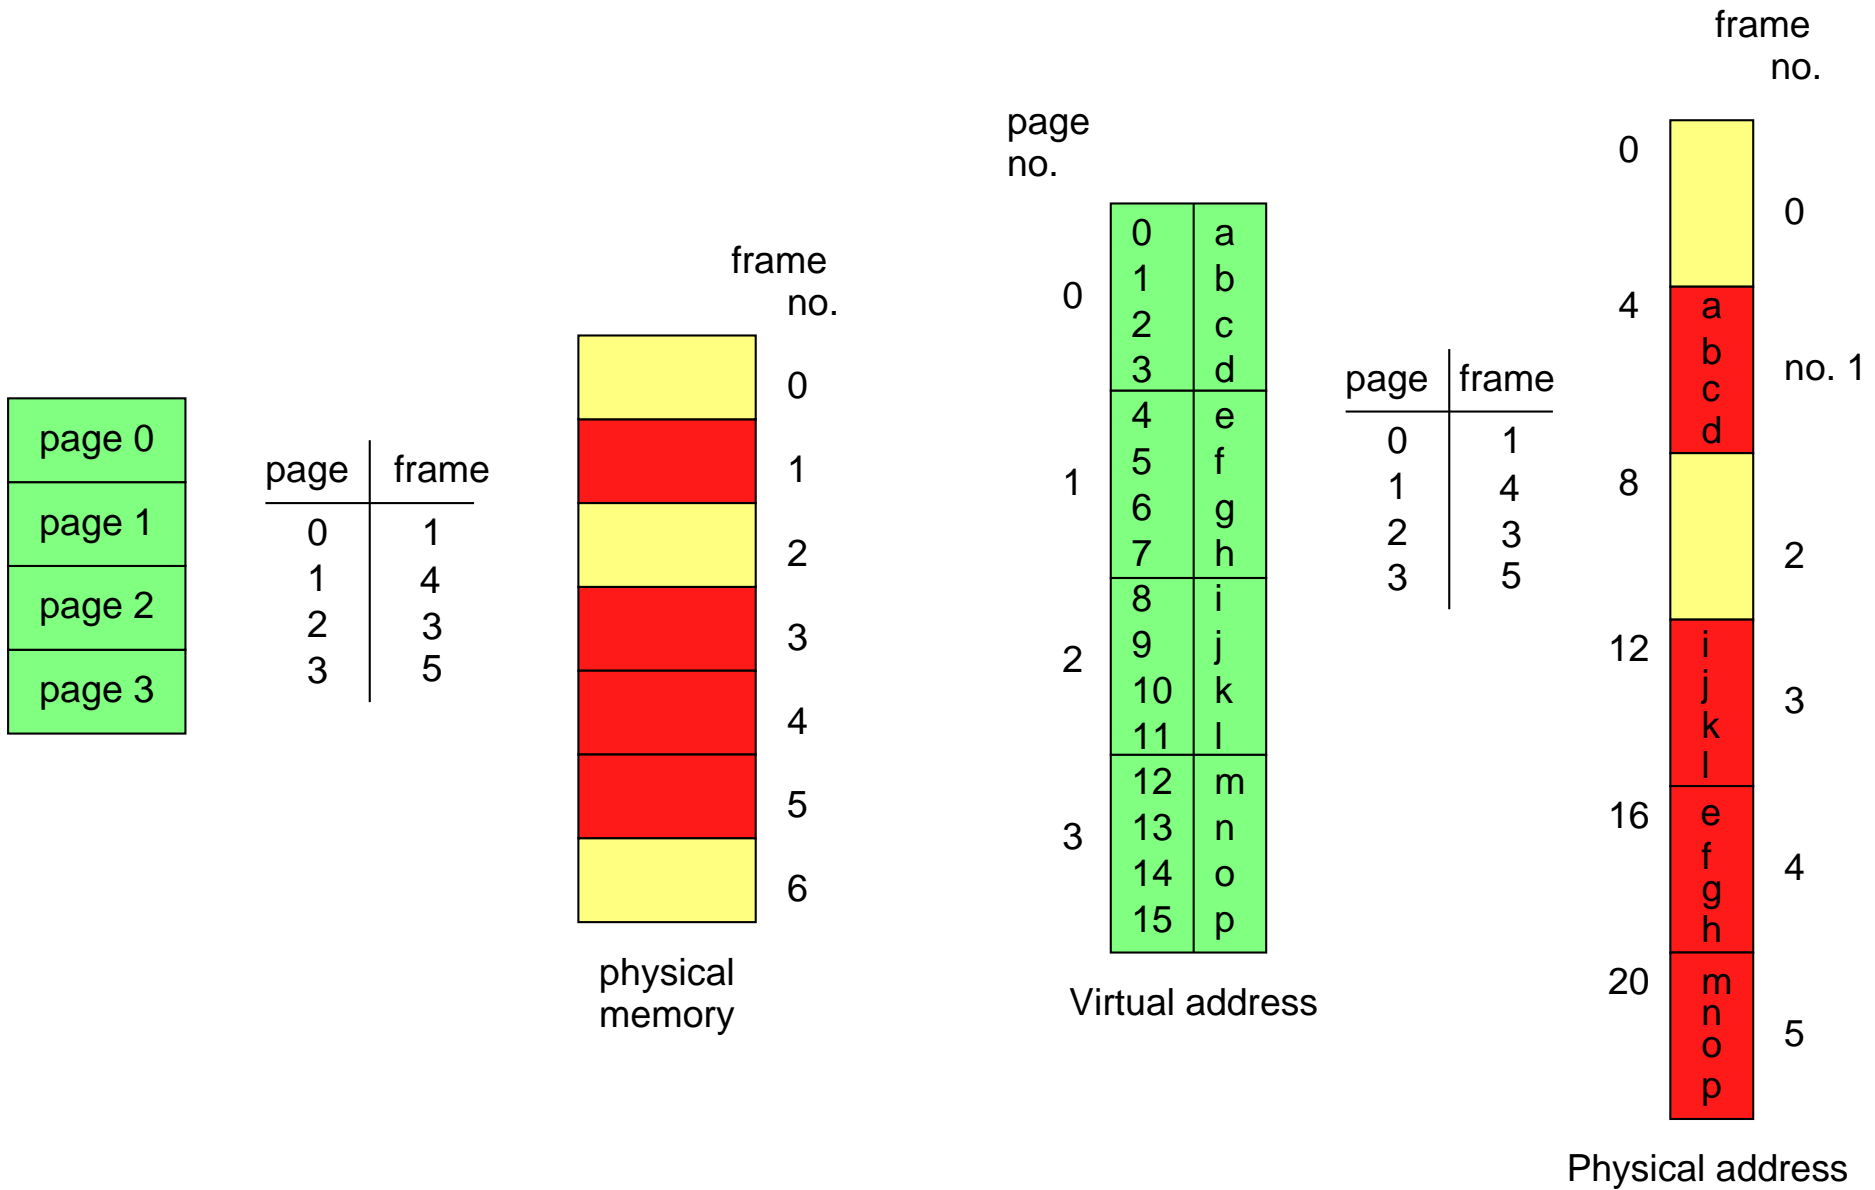 page 0
page 1
page 2
page 3
page frame
0 1
1 4
2 3
3 5
frame
no.
0
1
2
3
4
5
6
physical
memory
page
no.
0
1
2
3
0 a
1 b
2 c
3 d
4 e
5 f
6 g
7 h
8 i
9 j
10 k
11 l
12 m
13 n
14 o
15 p
Virtual address
page frame
0 1
1 4
2 3
3 5
frame
no.
0
4
8
12
16
20
a
b
c
d
i
j
k
l
e
f
g
h
m
n
o
p
0
no. 1
2
3
4
5
Physical address